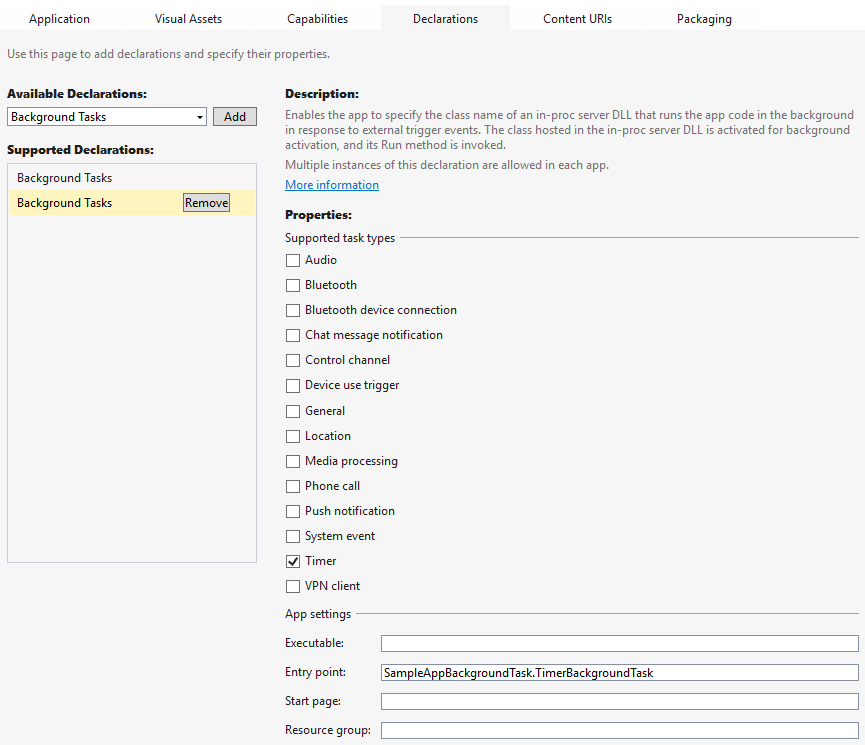 Application Visual Assets Capabilities Declarations Content URIs Packaging
Use this page to add declarations and specify their properties.
Available Declarations:
Background Tasks Add
Supported Declarations:
Background Tasks
Background Tasks Remove
Description:
Enables the app to specify the class name of an in-proc server DLL that runs the app code in the background
in response to external trigger events. The class hosted in the in-proc server DLL is activated for background
activation, and its Run method is invoked.
Multiple instances of this declaration are allowed in each app.
More information
Properties:
Supported task types
Audio
Bluetooth
Bluetooth device connection
Chat message notification
Control channel
Device use trigger
General
Location
Media processing
Phone call
Push notification
System event
Timer
VPN client
App settings
Executable:
Entry point: SampleAppBackgroundTask.TimerBackgroundTask
Start page:
Resource group: